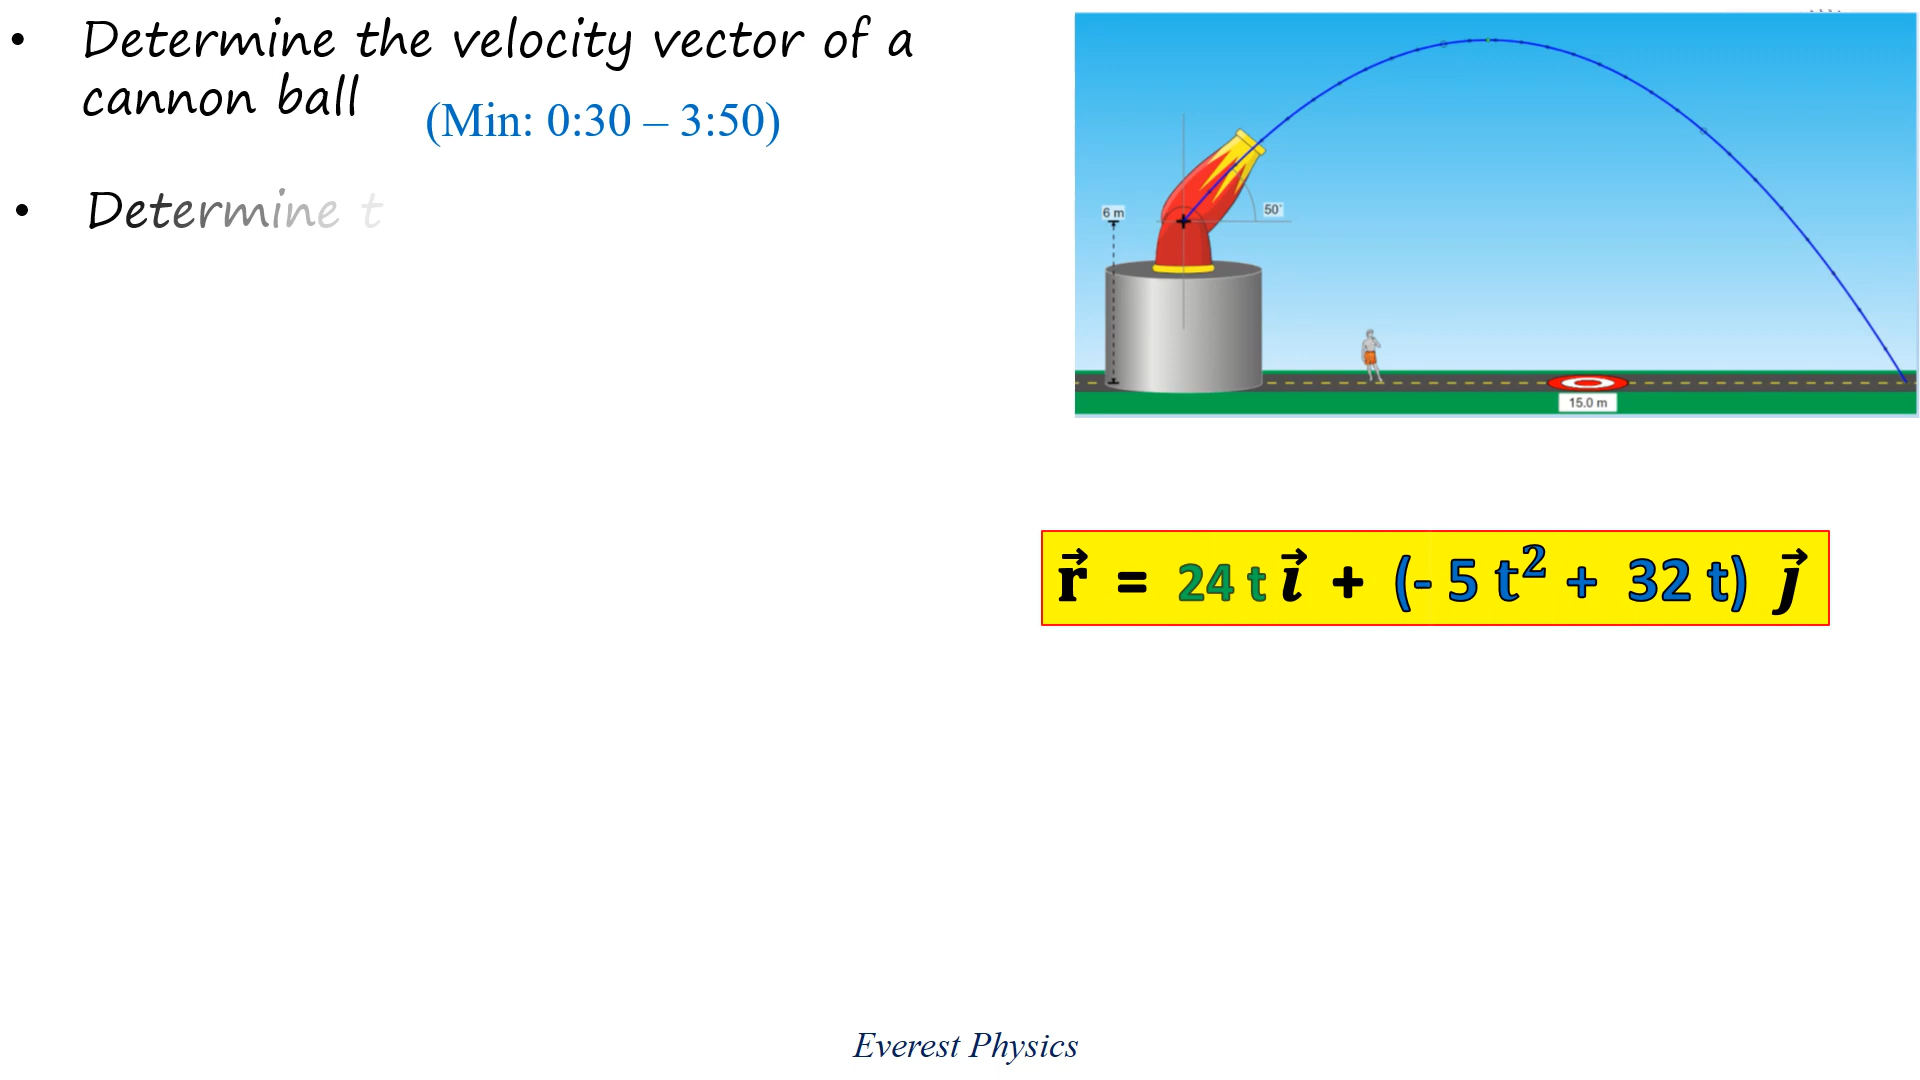 • Determine the velocity vector of a
cannon ball
(Min: 0:30 – 3:50)
• Determine t
6 m
50°
15.0 m
r⃗ = 24 t i⃗ + (- 5 t² + 32 t) j⃗
Everest Physics